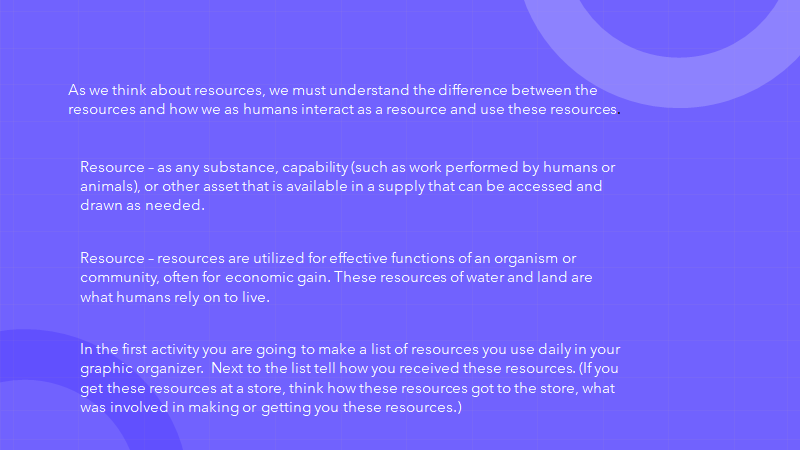 As we think about resources, we must understand the difference between the
resources and how we as humans interact as a resource and use these resources.
Resource – as any substance, capability (such as work performed by humans or
animals), or other asset that is available in a supply that can be accessed and
drawn as needed.
Resource – resources are utilized for effective functions of an organism or
community, often for economic gain. These resources of water and land are
what humans rely on to live.
In the first activity you are going to make a list of resources you use daily in your
graphic organizer.  Next to the list tell how you received these resources. (If you
get these resources at a store, think how these resources got to the store, what
was involved in making or getting you these resources.)